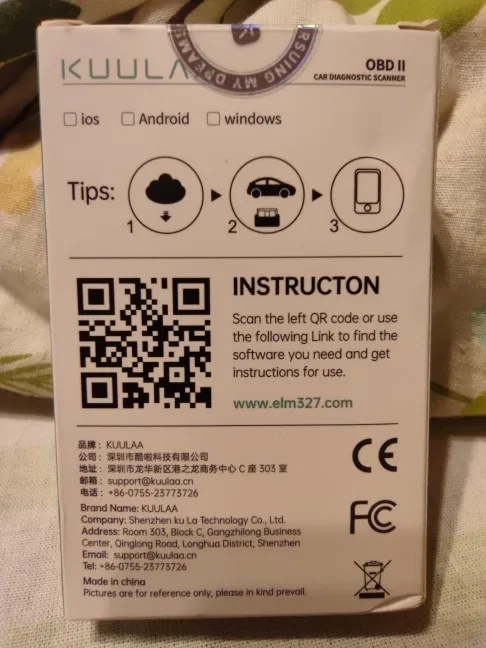 KUULAA
RSUING MY DREAMS
OBD II
CAR DIAGNOSTIC SCANNER
ios Android windows
Tips:
1 2 3
INSTRUCTON
Scan the left QR code or use
the following Link to find the
software you need and get
instructions for use.
www.elm327.com
品牌：KUULAA
公司：深圳市酷啦科技有限公司
地址：深圳市龙华新区港之龙商务中心 C 座 303 室
邮箱：support@kuulaa.cn
电话：+86-0755-23773726
Brand Name: KUULAA
Company: Shenzhen ku La Technology Co., Ltd.
Address: Room 303, Block C, Gangzhilong Business
Center, Qinglong Road, Longhua District, Shenzhen
Email: support@kuulaa.cn
Tel: +86-0755-23773726
Made in china
Pictures are for reference only, please in kind prevail.
CE
FC